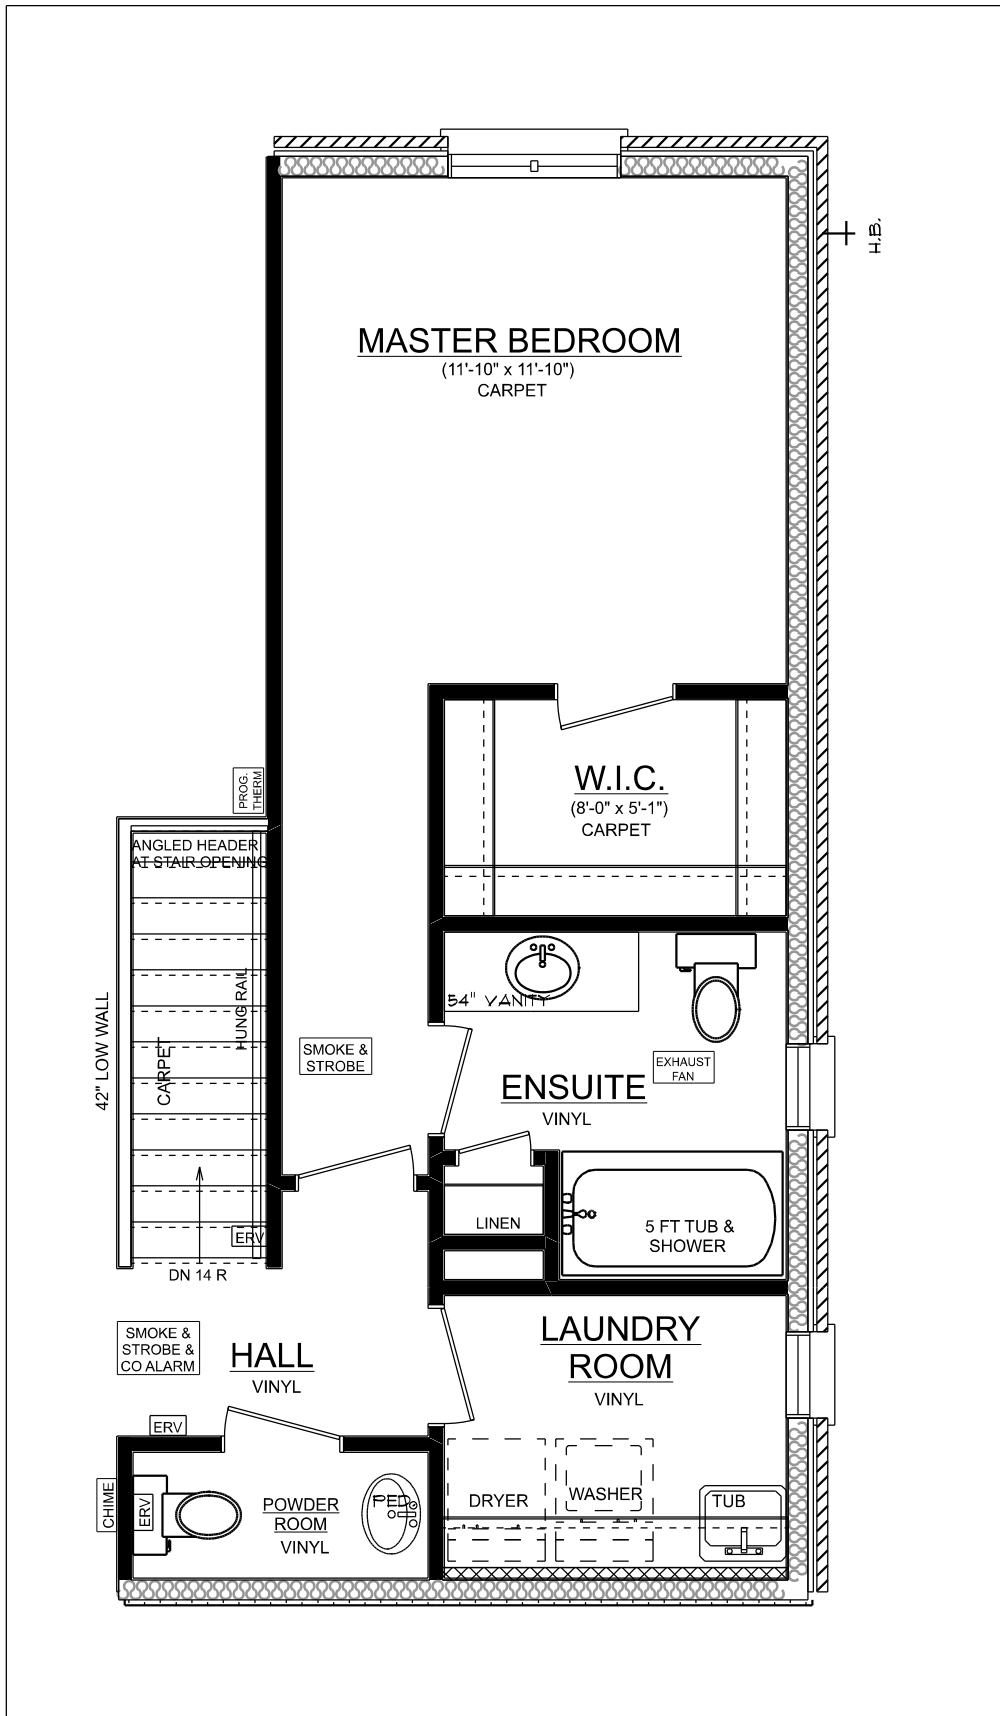 H.B.
MASTER BEDROOM
(11'-10" x 11'-10")
CARPET
PROG.
THERM
W.I.C.
(8'-0" x 5'-1")
CARPET
ANGLED HEADER
AT STAIR OPENING
HUNG RAIL
CARPET
42" LOW WALL
54" VANITY
SMOKE &
STROBE
EXHAUST
FAN
ENSUITE
VINYL
LINEN
5 FT TUB &
SHOWER
ERV
DN 14 R
SMOKE &
STROBE &
CO ALARM
HALL
VINYL
LAUNDRY
ROOM
VINYL
ERV
CHIME
ERV
POWDER
ROOM
VINYL
PED
DRYER
WASHER
TUB